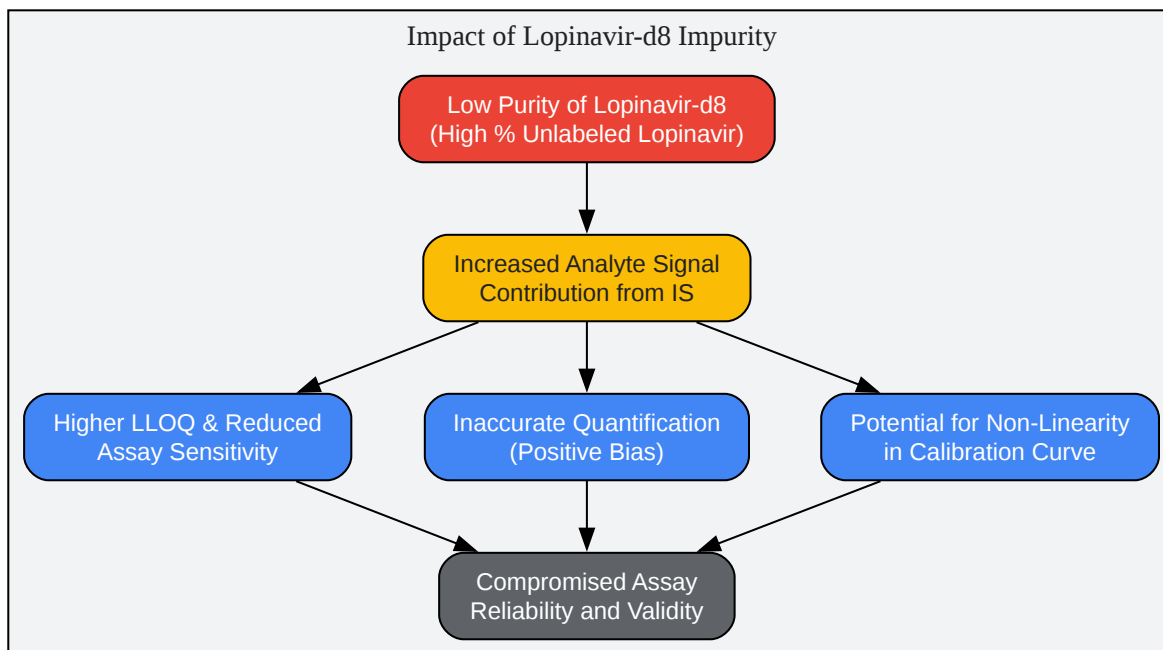 Impact of Lopinavir-d8 Impurity
Low Purity of Lopinavir-d8
(High % Unlabeled Lopinavir)
Increased Analyte Signal
Contribution from IS
Higher LLOQ & Reduced
Assay Sensitivity
Inaccurate Quantification
(Positive Bias)
Potential for Non-Linearity
in Calibration Curve
Compromised Assay
Reliability and Validity